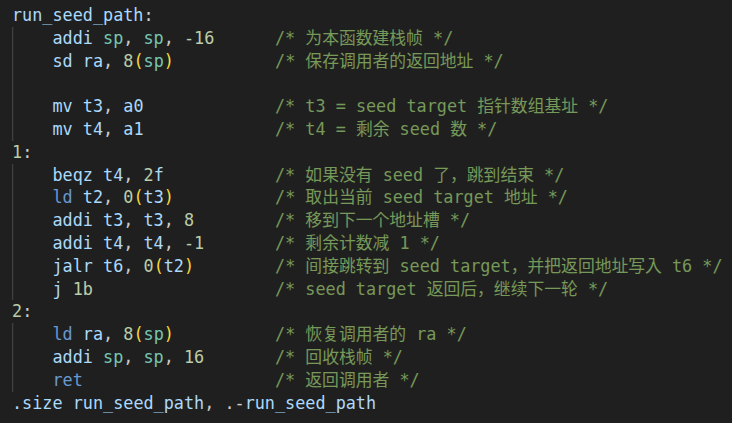 run_seed_path:
    addi sp, sp, -16      /* 为本函数建栈帧 */
    sd ra, 8(sp)          /* 保存调用者的返回地址 */

    mv t3, a0             /* t3 = seed target 指针数组基址 */
    mv t4, a1             /* t4 = 剩余 seed 数 */
1:
    beqz t4, 2f           /* 如果没有 seed 了，跳到结束 */
    ld t2, 0(t3)          /* 取出当前 seed target 地址 */
    addi t3, t3, 8        /* 移到下一个地址槽 */
    addi t4, t4, -1       /* 剩余计数减 1 */
    jalr t6, 0(t2)        /* 间接跳转到 seed target，并把返回地址写入 t6 */
    j 1b                  /* seed target 返回后，继续下一轮 */
2:
    ld ra, 8(sp)          /* 恢复调用者的 ra */
    addi sp, sp, 16       /* 回收栈帧 */
    ret                   /* 返回调用者 */
.size run_seed_path, .-run_seed_path